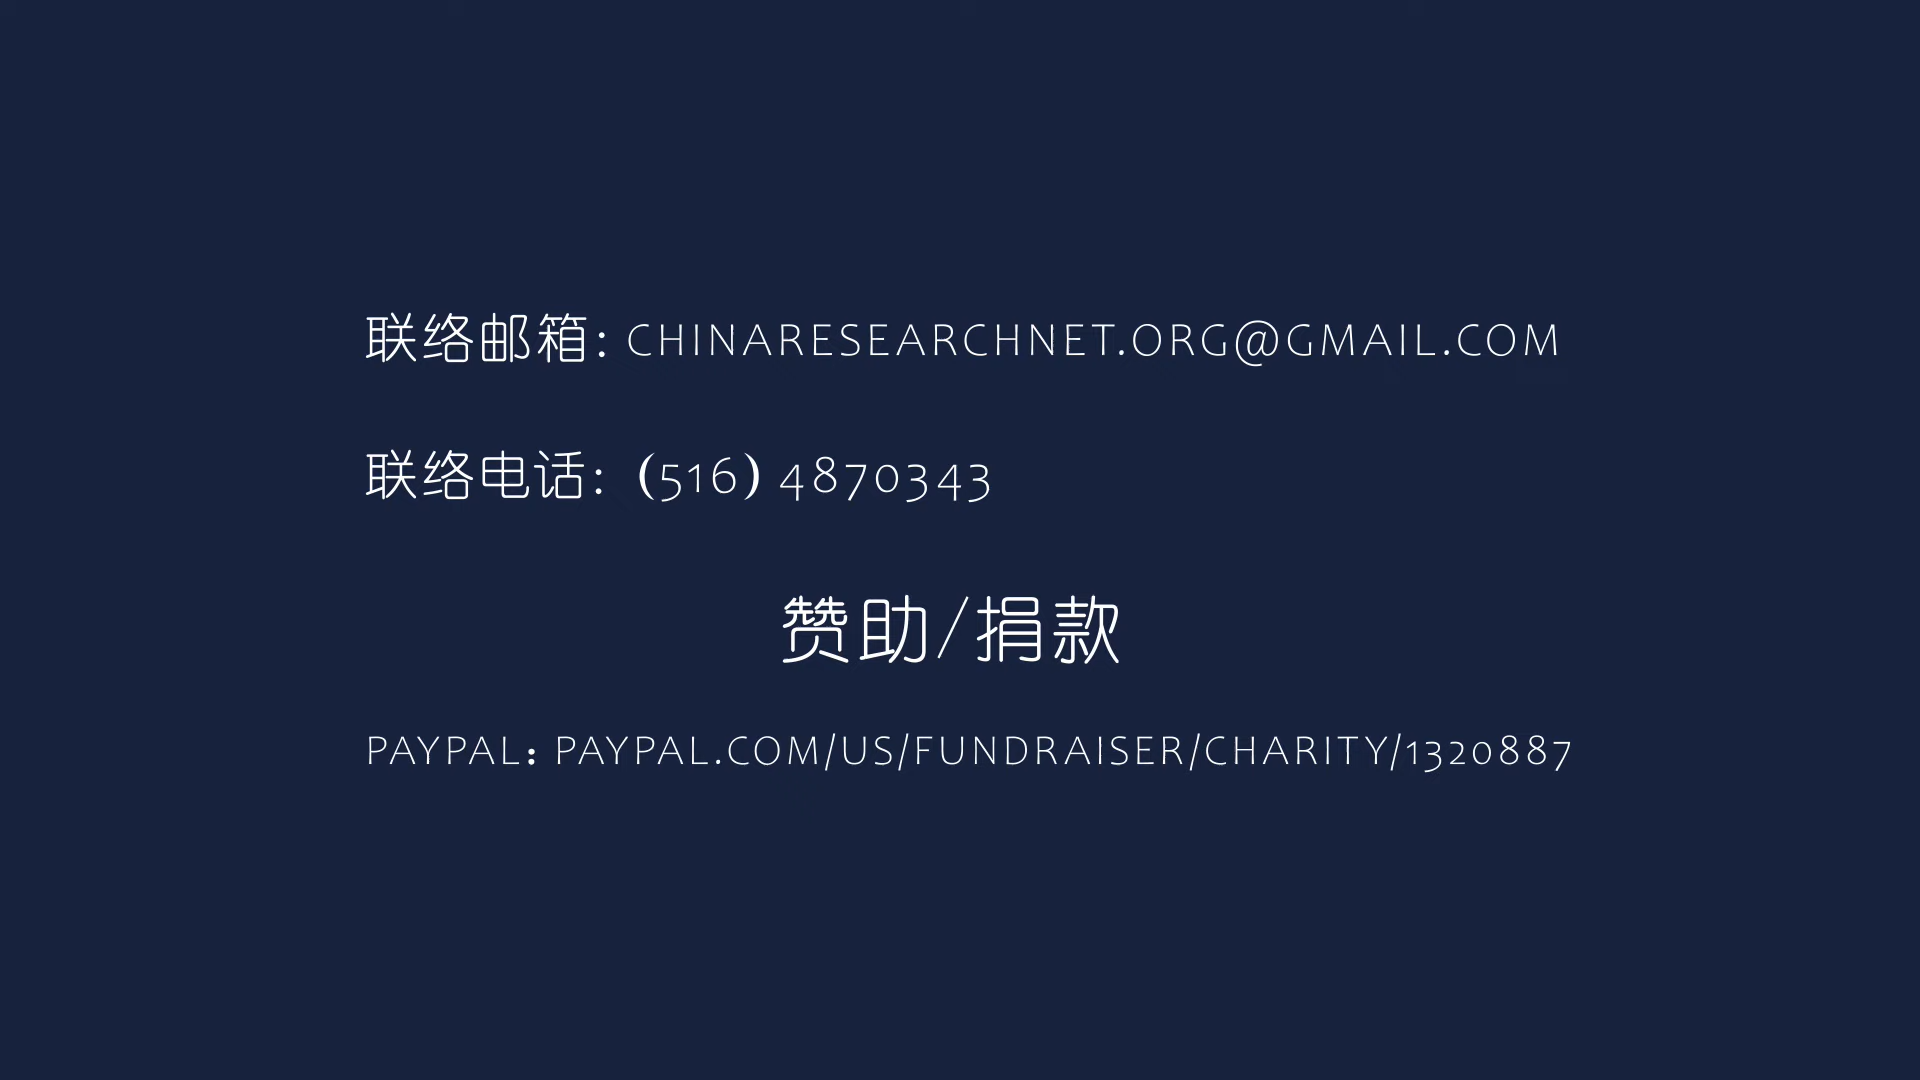 联络邮箱: CHINARESEARCHNET.ORG@GMAIL.COM
联络电话: (516) 4870343
赞助/捐款
PAYPAL: PAYPAL.COM/US/FUNDRAISER/CHARITY/1320887